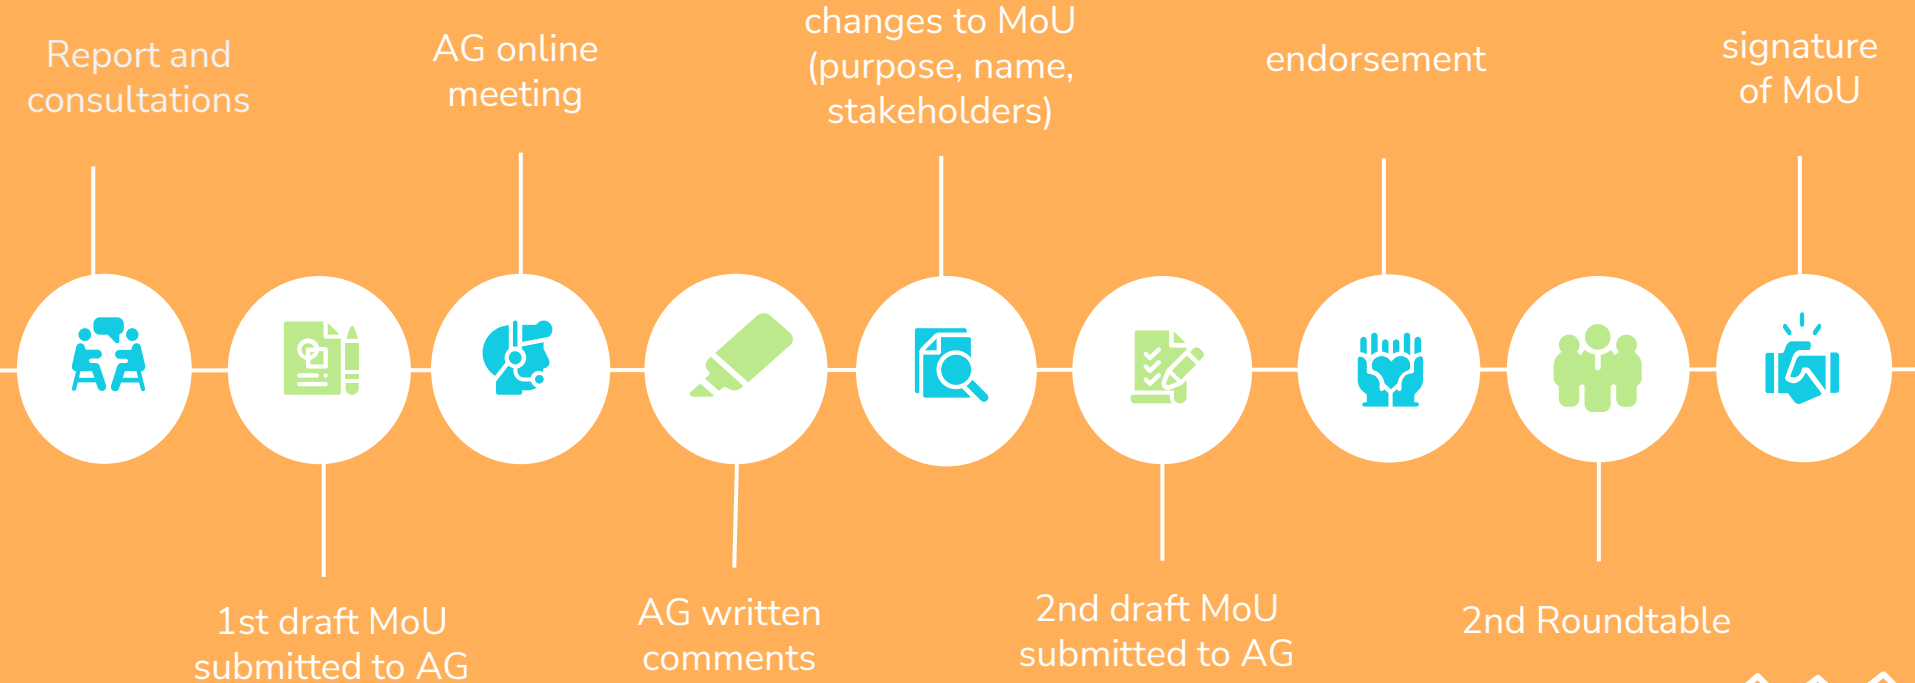 Report and
consultations
1st draft MoU
submitted to AG
AG online
meeting
AG written
comments
changes to MoU
(purpose, name,
stakeholders)
2nd draft MoU
submitted to AG
endorsement
2nd Roundtable
signature
of MoU